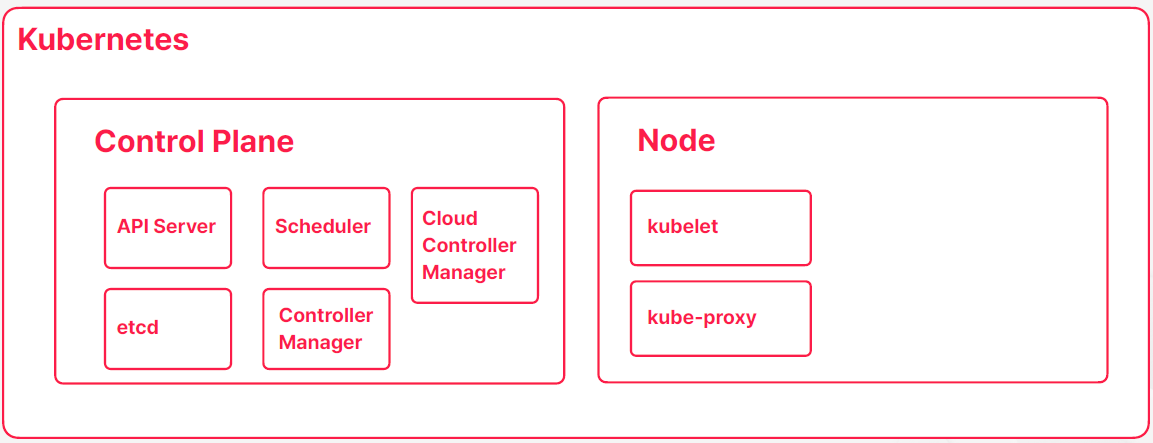 Kubernetes
Control Plane
API Server
Scheduler
Cloud
Controller
Manager
etcd
Controller
Manager
Node
kubelet
kube-proxy